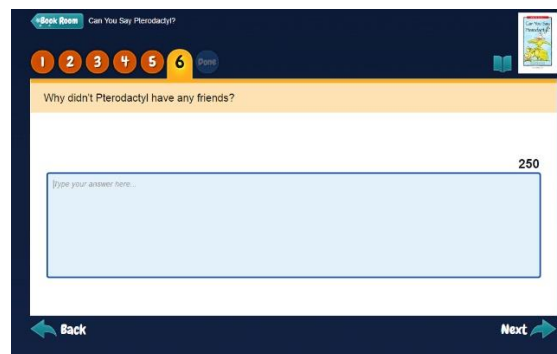 Book Room
Can You Say Pterodactyl?
1 2 3 4 5 6 Done
Why didn't Pterodactyl have any friends?
250
Type your answer here...
Back
Next